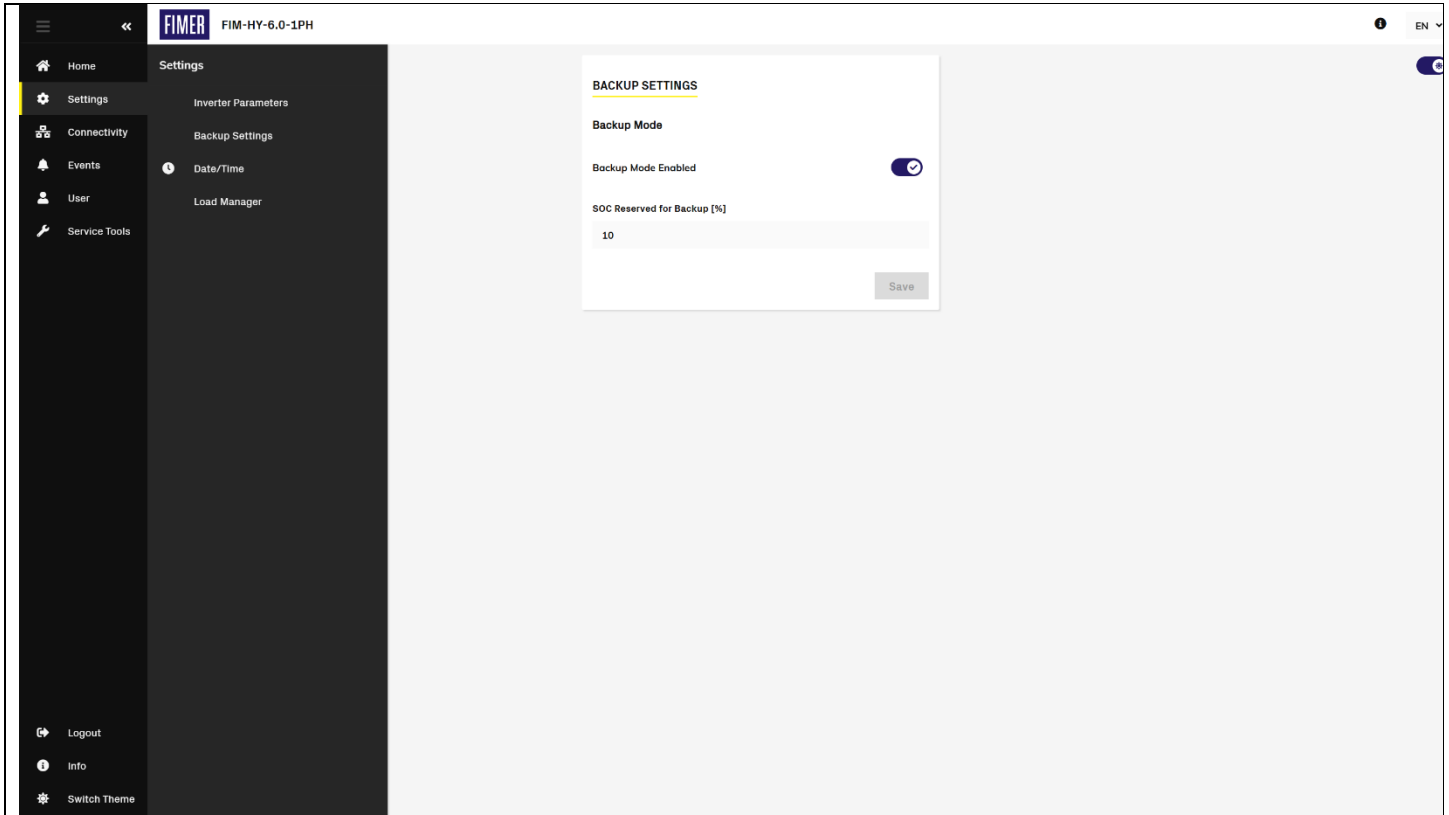 FIMER FIM-HY-6.0-1PH
EN
Home
Settings
Connectivity
Events
User
Service Tools
Logout
Info
Switch Theme
Settings
Inverter Parameters
Backup Settings
Date/Time
Load Manager
BACKUP SETTINGS
Backup Mode
Backup Mode Enabled
SOC Reserved for Backup [%]
10
Save